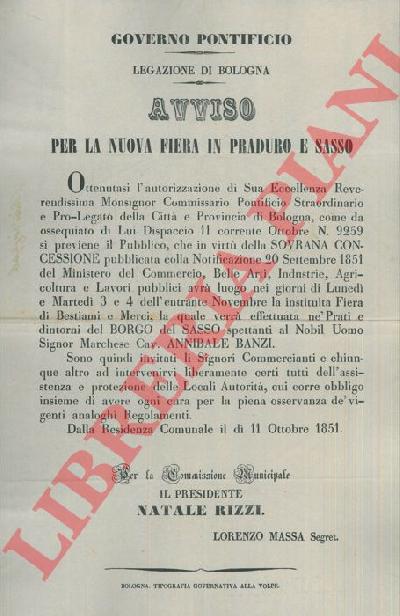 GOVERNO PONTIFICIO
LEGAZIONE DI BOLOGNA
AVVISO
PER LA NUOVA FIERA IN PRADURO E SASSO
Ottenutasi l'autorizzazione di Sua Eccellenza Reve-
rendissima Monsignor Commissario Pontificio Straordinario
e Pro-Legato della Città e Provincia di Bologna, come da
ossequiato di Lui Dispaccio 11 corrente Ottobre N. 9259
si previene il Pubblico, che in virtù della SOVRANA CON-
CESSIONE pubblicata colla Notificazione 20 Settembre 1851
del Ministero del Commercio, Belle Arti, Industrie, Agri-
coltura e Lavori pubblici avrà luogo nei giorni di Lunedì
e Martedì 3 e 4 dell'entrante Novembre la instituita Fiera
di Bestiami e Merci, la quale verrà effettuata ne' Prati e
dintorni del BORGO del SASSO spettanti al Nobil Uomo
Signor Marchese Cav. ANNIBALE BANZI.
Sono quindi invitati li Signori Commercianti e chiun-
que altro ad intervenirvi liberamente certi tutti dell'assi-
stenza e protezione delle Locali Autorità, cui corre obbligo
insieme di avere ogni cura per la piena osservanza de' vi-
genti analoghi Regolamenti.
Dalla Residenza Comunale il dì 11 Ottobre 1851.
Per la Commissione Municipale
IL PRESIDENTE
NATALE RIZZI.
LORENZO MASSA Segret.
BOLOGNA. TIPOGRAFIA GOVERNATIVA ALLA VOLPE.
LIBRERIA PIANI